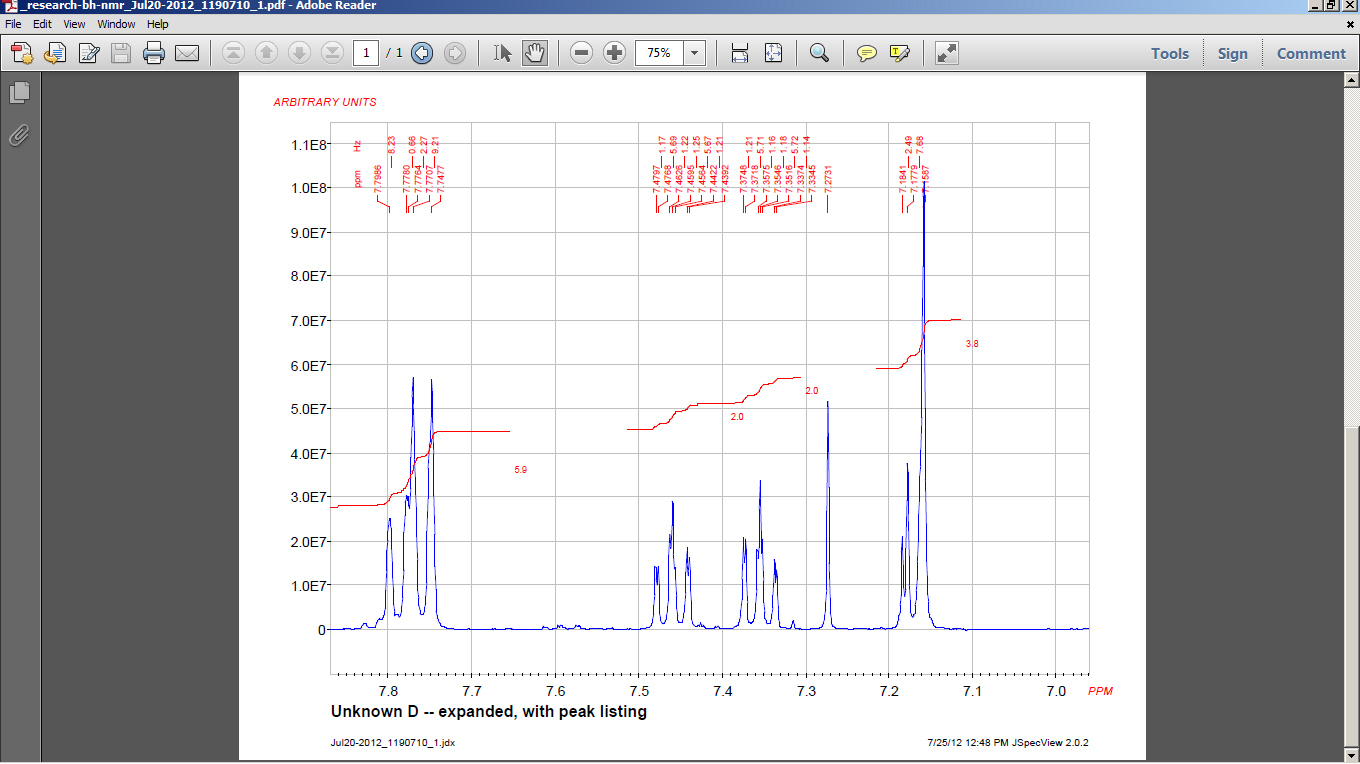 _research-bh-nmr_Jul20-2012_1190710_1.pdf - Adobe Reader
File Edit View Window Help
1 / 1 75% Tools Sign Comment
ARBITRARY UNITS
Hz 8.23 0.66 2.27 9.21 1.17 5.69 1.22 1.25 5.67 1.21 1.21 5.71 1.16 1.18 5.72 1.14 2.49 7.68
ppm 7.7986 7.7780 7.7764 7.7707 7.7477 7.4797 7.4768 7.4626 7.4595 7.4564 7.4422 7.4392 7.3748 7.3718 7.3575 7.3546 7.3516 7.3374 7.3345 7.2731 7.1841 7.1779 7.1587
1.1E8
1.0E8
9.0E7
8.0E7
7.0E7
6.0E7
5.0E7
4.0E7
3.0E7
2.0E7
1.0E7
0
3.8
2.0
2.0
5.9
7.8 7.7 7.6 7.5 7.4 7.3 7.2 7.1 7.0 PPM
Unknown D -- expanded, with peak listing
Jul20-2012_1190710_1.jdx 7/25/12 12:48 PM JSpecView 2.0.2